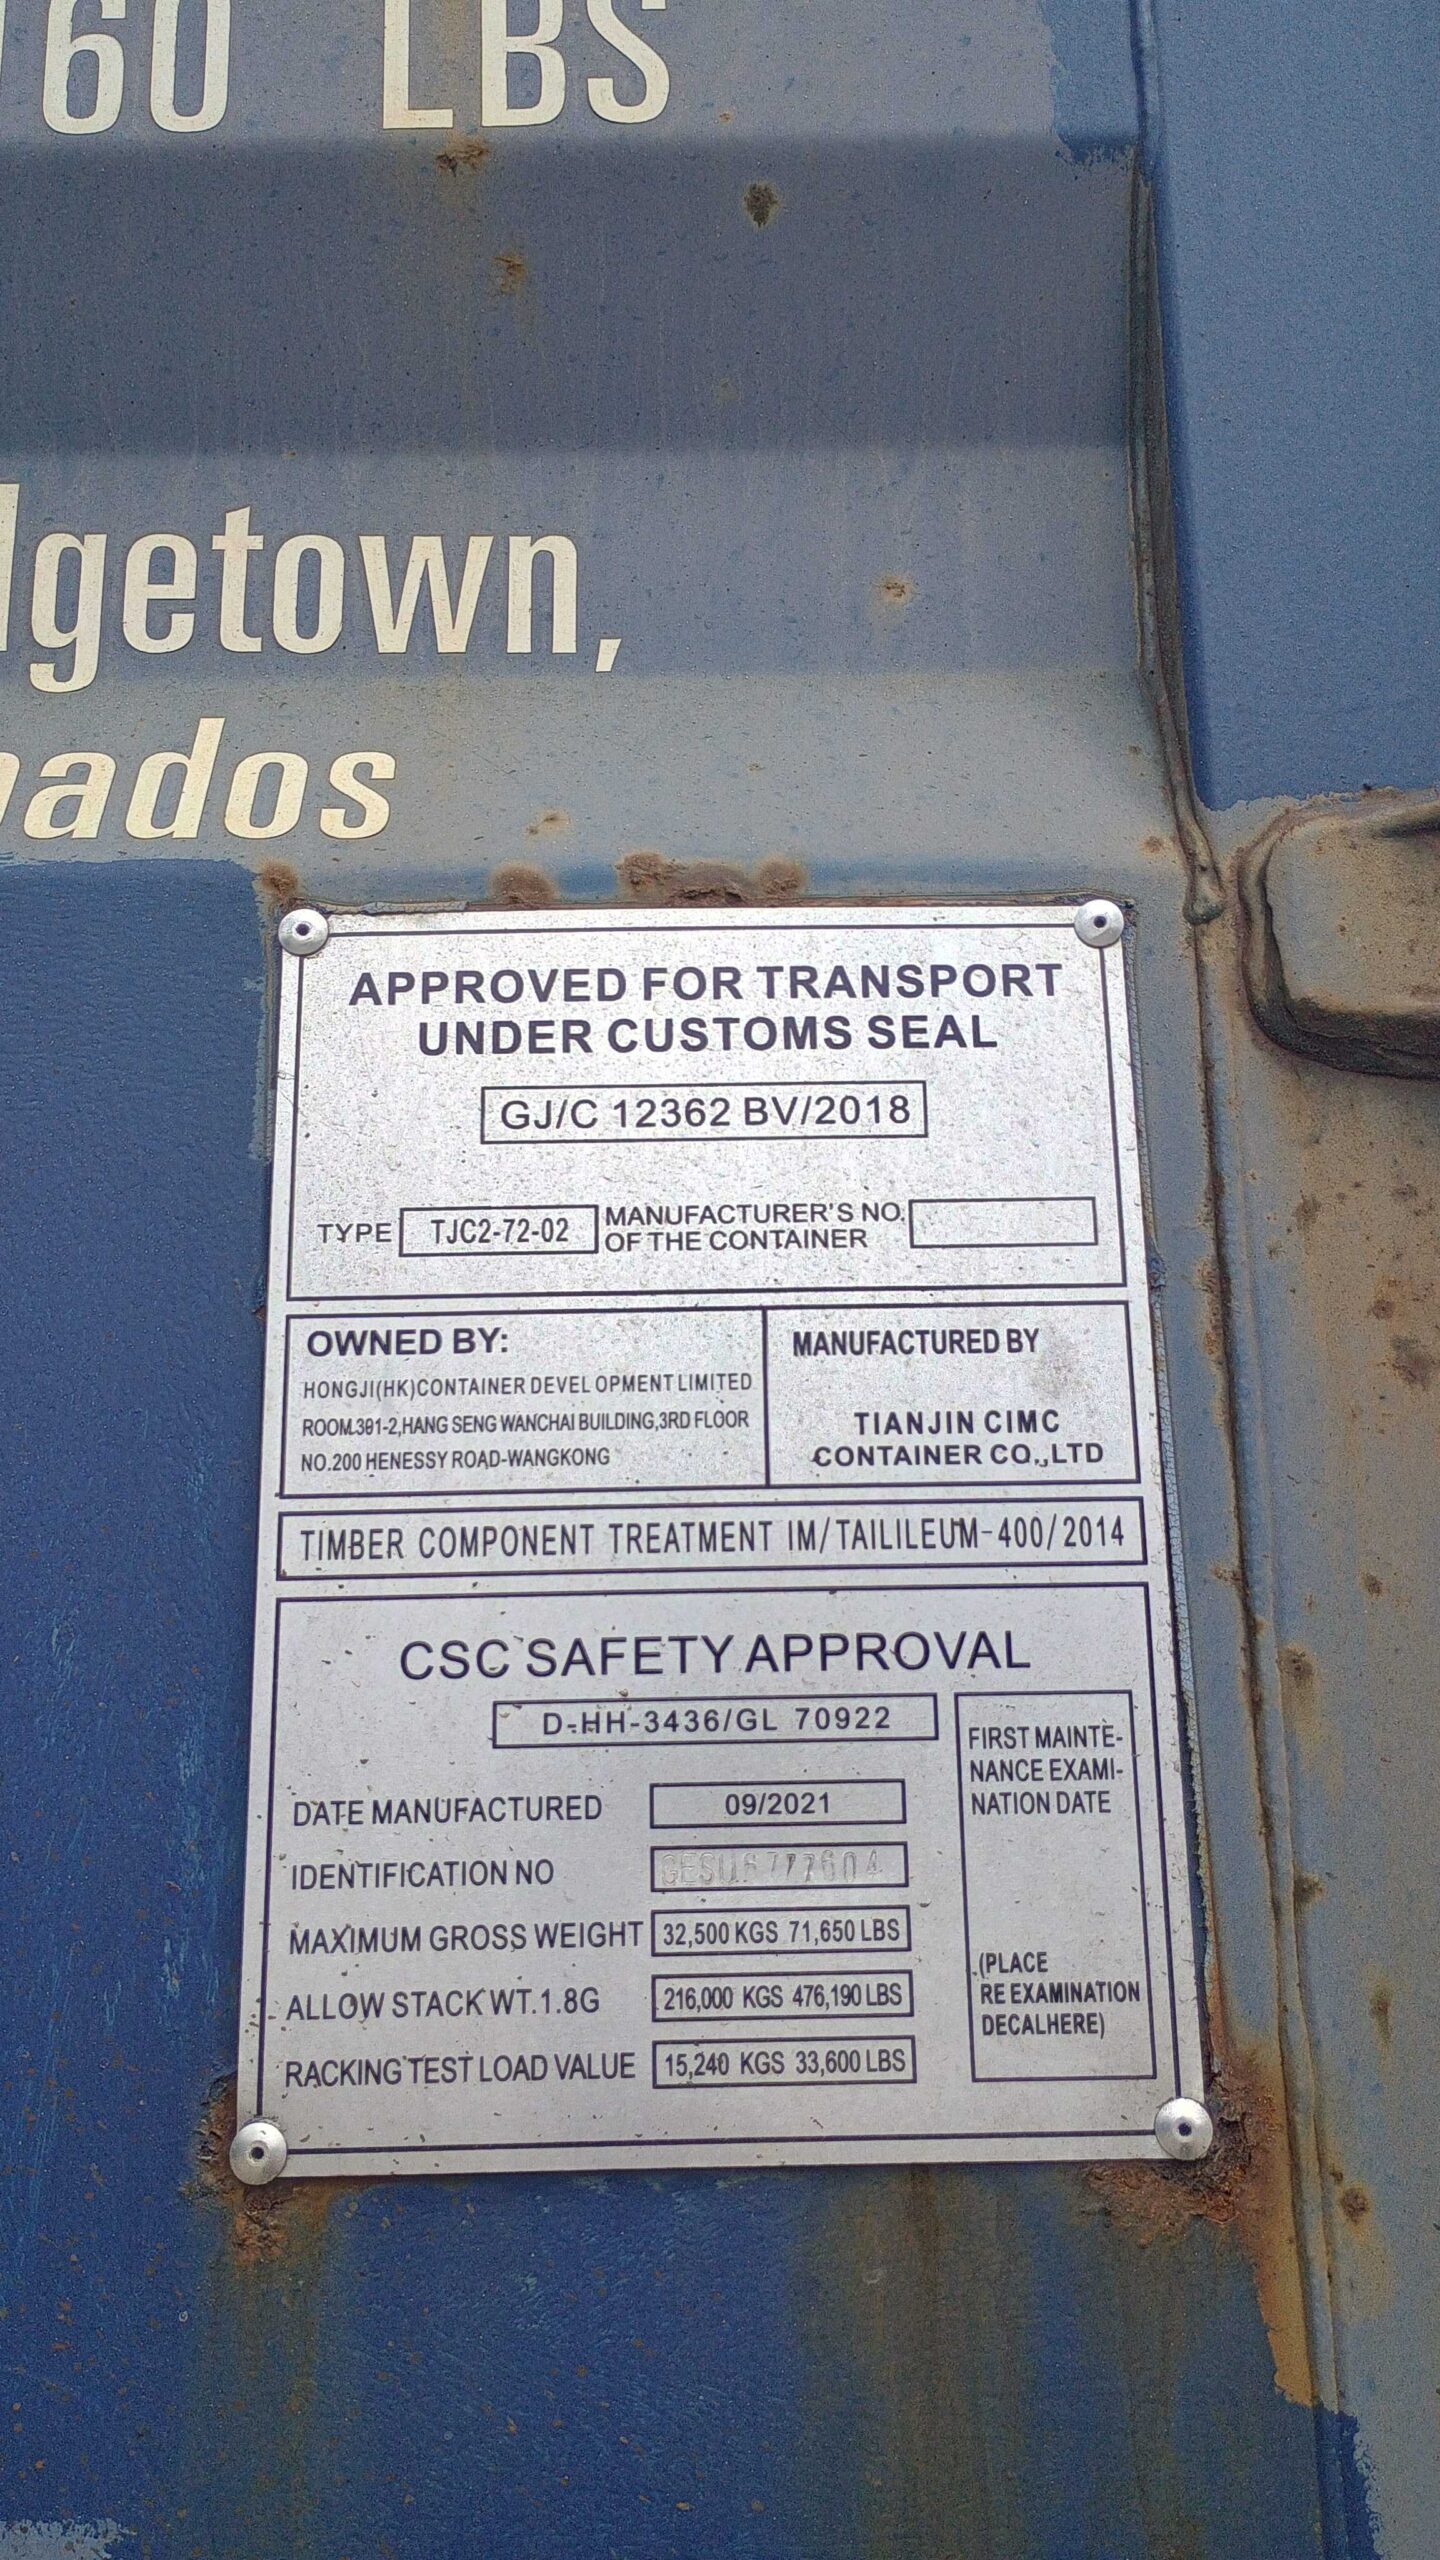 160 LBS
dgetown,
bados
APPROVED FOR TRANSPORT
UNDER CUSTOMS SEAL
GJ/C 12362 BV/2018
TYPE TJC2-72-02 MANUFACTURER'S NO.
OF THE CONTAINER
OWNED BY:
HONGJI(HK)CONTAINER DEVEL OPMENT LIMITED
ROOM.301-2,HANG SENG WANCHAI BUILDING,3RD FLOOR
NO.200 HENESSY ROAD-WANGKONG
MANUFACTURED BY
TIANJIN CIMC
CONTAINER CO.,LTD
TIMBER COMPONENT TREATMENT IM/TAILILEUM-400/2014
CSC SAFETY APPROVAL
D-HH-3436/GL 70922
DATE MANUFACTURED 09/2021
IDENTIFICATION NO GESU6777604
MAXIMUM GROSS WEIGHT 32,500 KGS 71,650 LBS
ALLOW STACK WT.1.8G 216,000 KGS 476,190 LBS
RACKING TEST LOAD VALUE 15,240 KGS 33,600 LBS
FIRST MAINTE-
NANCE EXAMI-
NATION DATE
(PLACE
RE EXAMINATION
DECALHERE)